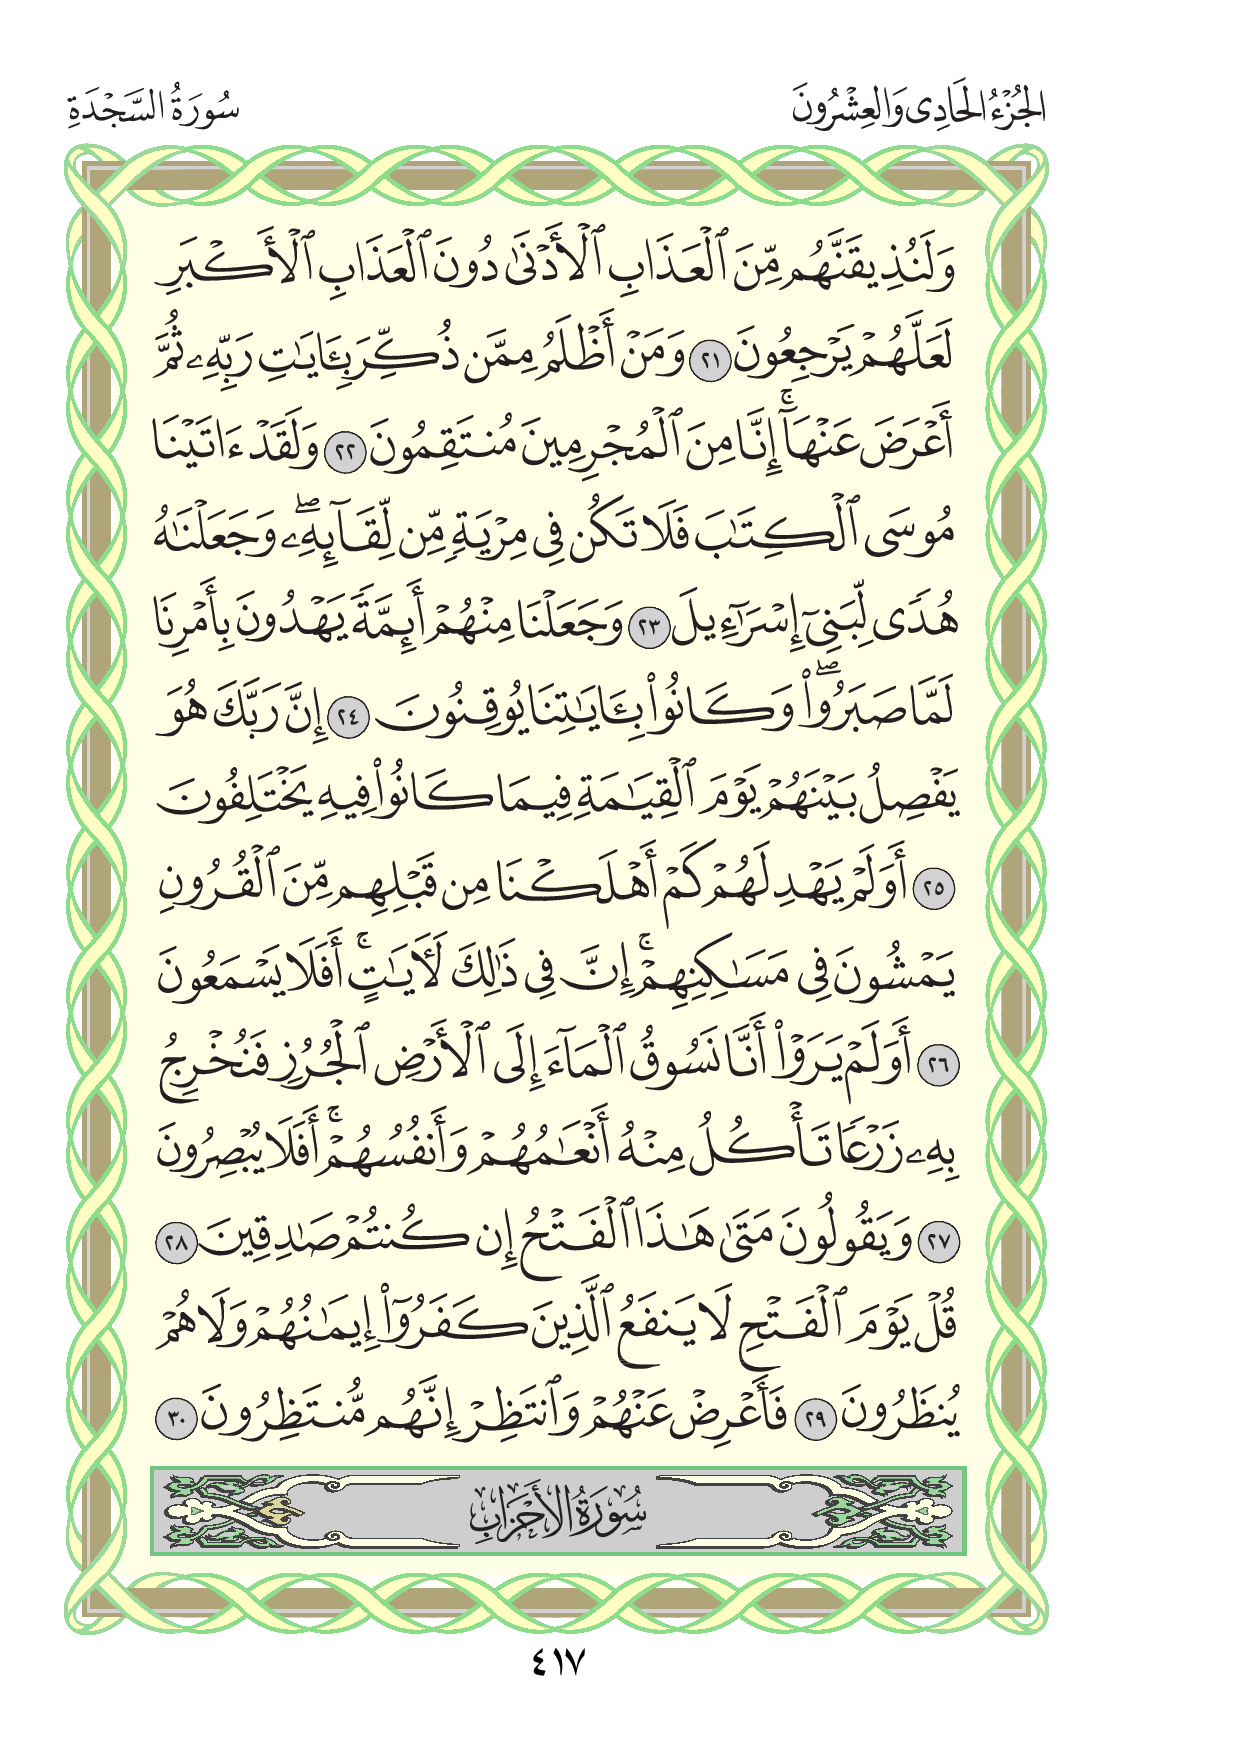 الجُزْءُ الحَادِى وَالعِشْرُونَ
سُورَةُ السَّجْدَةِ
وَلَنُذِيقَنَّهُم مِّنَ ٱلْعَذَابِ ٱلْأَدْنَىٰ دُونَ ٱلْعَذَابِ ٱلْأَكْبَرِ
لَعَلَّهُمْ يَرْجِعُونَ ٢١ وَمَنْ أَظْلَمُ مِمَّن ذُكِّرَ بِـَٔايَـٰتِ رَبِّهِۦ ثُمَّ
أَعْرَضَ عَنْهَآ ۚ إِنَّا مِنَ ٱلْمُجْرِمِينَ مُنتَقِمُونَ ٢٢ وَلَقَدْ ءَاتَيْنَا
مُوسَى ٱلْكِتَـٰبَ فَلَا تَكُن فِى مِرْيَةٍ مِّن لِّقَآئِهِۦ ۖ وَجَعَلْنَـٰهُ
هُدًى لِّبَنِىٓ إِسْرَٰٓءِيلَ ٢٣ وَجَعَلْنَا مِنْهُمْ أَئِمَّةً يَهْدُونَ بِأَمْرِنَا
لَمَّا صَبَرُوا۟ ۖ وَكَانُوا۟ بِـَٔايَـٰتِنَا يُوقِنُونَ ٢٤ إِنَّ رَبَّكَ هُوَ
يَفْصِلُ بَيْنَهُمْ يَوْمَ ٱلْقِيَـٰمَةِ فِيمَا كَانُوا۟ فِيهِ يَخْتَلِفُونَ
٢٥ أَوَلَمْ يَهْدِ لَهُمْ كَمْ أَهْلَكْنَا مِن قَبْلِهِم مِّنَ ٱلْقُرُونِ
يَمْشُونَ فِى مَسَـٰكِنِهِمْ ۚ إِنَّ فِى ذَٰلِكَ لَـَٔايَـٰتٍ ۚ أَفَلَا يَسْمَعُونَ
٢٦ أَوَلَمْ يَرَوْا۟ أَنَّا نَسُوقُ ٱلْمَآءَ إِلَى ٱلْأَرْضِ ٱلْجُرُزِ فَنُخْرِجُ
بِهِۦ زَرْعًا تَأْكُلُ مِنْهُ أَنْعَـٰمُهُمْ وَأَنفُسُهُمْ ۚ أَفَلَا يُبْصِرُونَ
٢٧ وَيَقُولُونَ مَتَىٰ هَـٰذَا ٱلْفَتْحُ إِن كُنتُمْ صَـٰدِقِينَ ٢٨
قُلْ يَوْمَ ٱلْفَتْحِ لَا يَنفَعُ ٱلَّذِينَ كَفَرُوٓا۟ إِيمَـٰنُهُمْ وَلَا هُمْ
يُنظَرُونَ ٢٩ فَأَعْرِضْ عَنْهُمْ وَٱنتَظِرْ إِنَّهُم مُّنتَظِرُونَ ٣٠
سُورَةُ الأَحْزَابِ
٤١٧